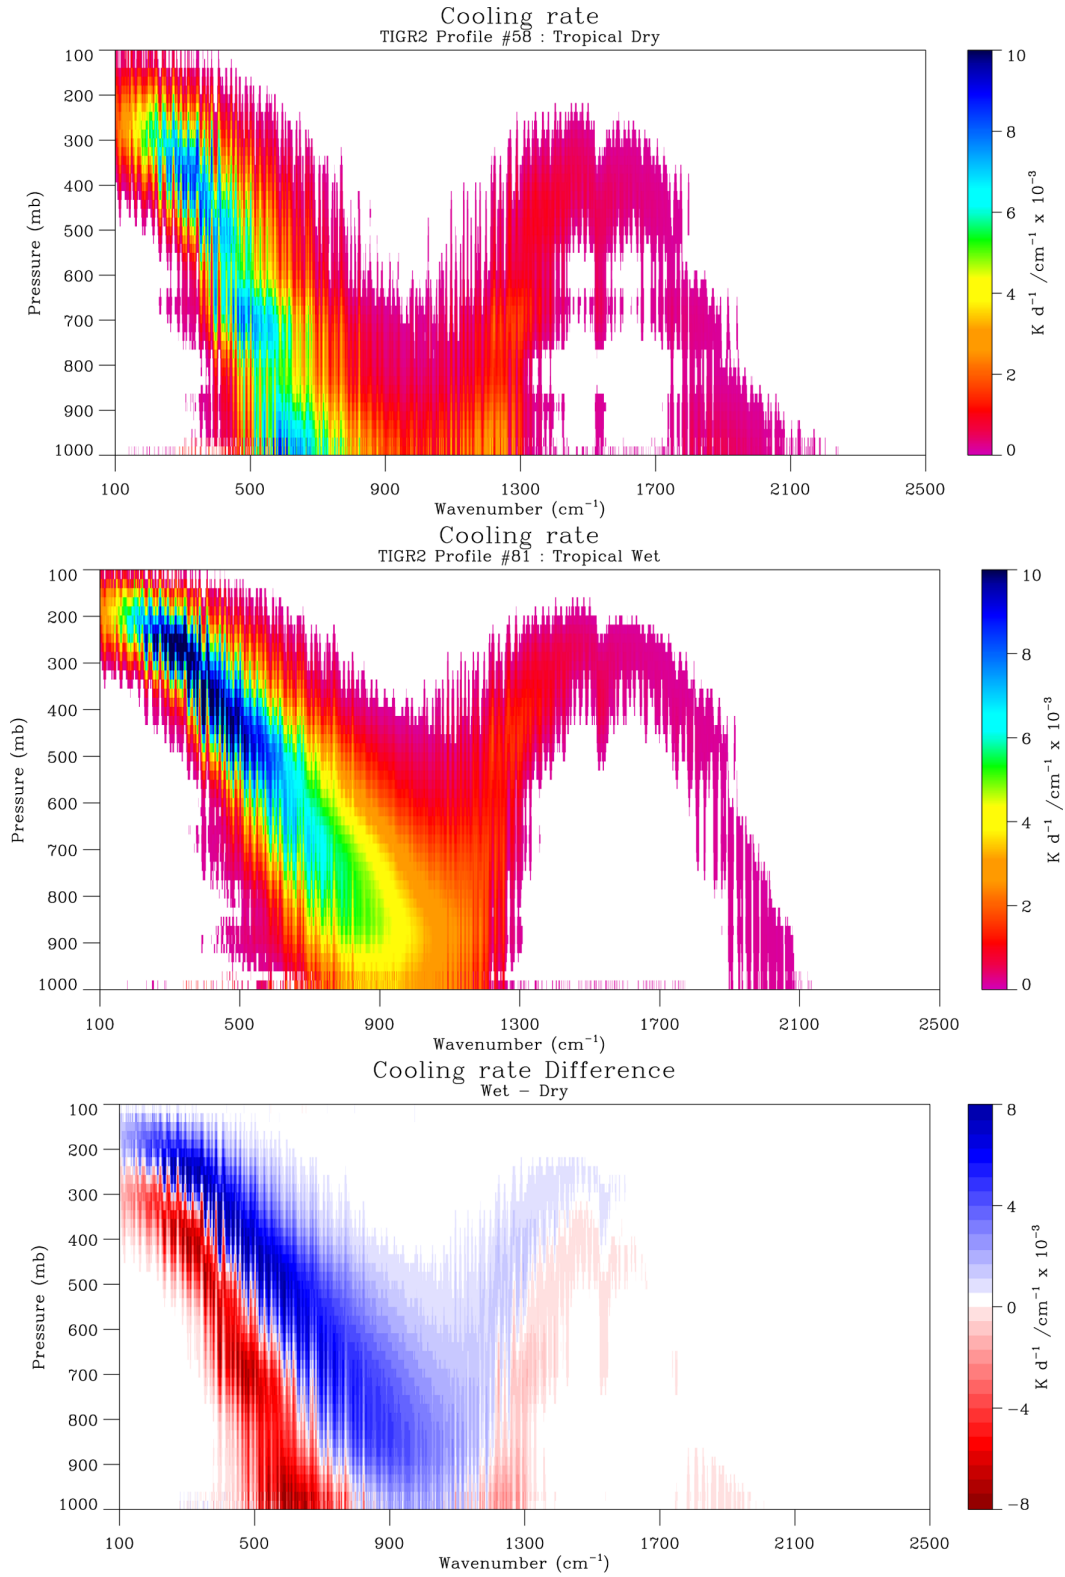 Cooling rate
TIGR2 Profile #58 : Tropical Dry
100
200
300
400
500
600
700
800
900
1000
Pressure (mb)
100 500 900 1300 1700 2100 2500
Wavenumber (cm⁻¹)
10
8
6
4
2
0
K d⁻¹ /cm⁻¹ x 10⁻³
Cooling rate
TIGR2 Profile #81 : Tropical Wet
100
200
300
400
500
600
700
800
900
1000
Pressure (mb)
100 500 900 1300 1700 2100 2500
Wavenumber (cm⁻¹)
10
8
6
4
2
0
K d⁻¹ /cm⁻¹ x 10⁻³
Cooling rate Difference
Wet − Dry
100
200
300
400
500
600
700
800
900
1000
Pressure (mb)
100 500 900 1300 1700 2100 2500
Wavenumber (cm⁻¹)
8
4
0
−4
−8
K d⁻¹ /cm⁻¹ x 10⁻³